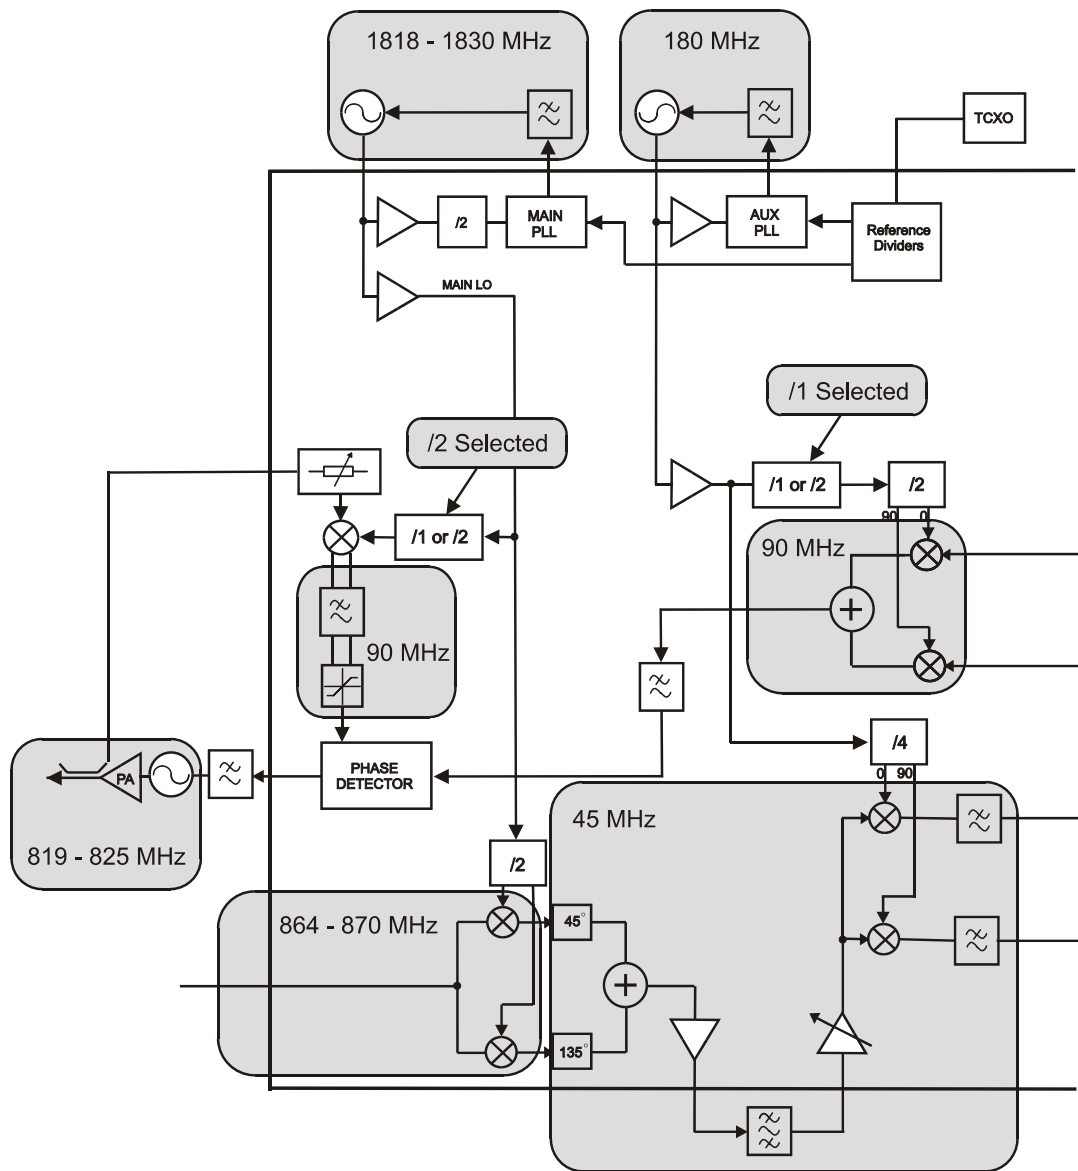 1818 - 1830 MHz
180 MHz
TCXO
/2
MAIN
PLL
AUX
PLL
Reference
Dividers
MAIN LO
/1 Selected
/2 Selected
/1 or /2
/2
90 0
/1 or /2
90 MHz
90 MHz
/4
0 90
PHASE
DETECTOR
PA
819 - 825 MHz
45 MHz
/2
864 - 870 MHz
45°
135°